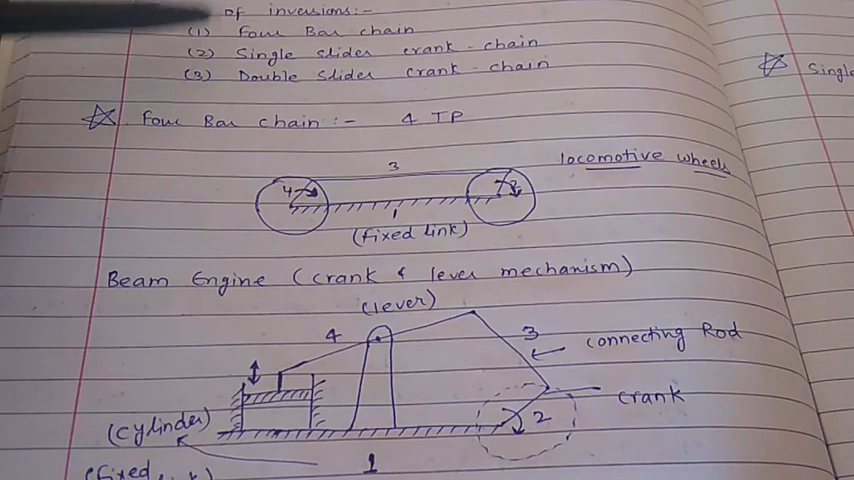 of inversions:-
(1) Four Bar chain
(2) Single slider crank-chain
(3) Double Slider crank-chain
Single
Four Bar chain :- 4 TP
3
locomotive wheels
4 2
1
(fixed link)
Beam Engine (crank & lever mechanism)
(lever)
4 3 connecting Rod
crank
(cylinder) 2
1
(fixed